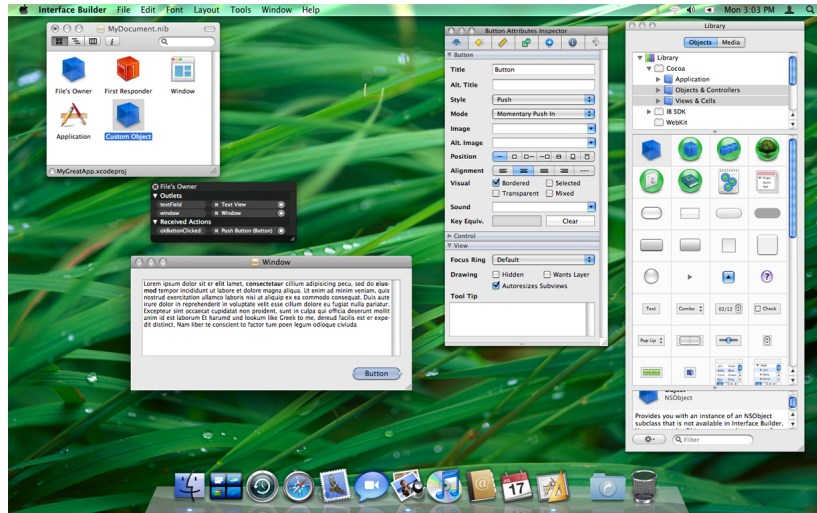 Interface Builder File Edit Font Layout Tools Window Help
Mon 3:03 PM
MyDocument.nib
File's Owner
First Responder
Window
Application
Custom Object
MyGreatApp.xcodeproj
File's Owner
Outlets
textField Text View
window Window
Received Actions
okButtonClicked: Push Button (Button)
Window
Lorem ipsum dolor sit er elit lamet, consectetaur cillium adipisicing pecu, sed do eius-
mod tempor incididunt ut labore et dolore magna aliqua. Ut enim ad minim veniam, quis
nostrud exercitation ullamco laboris nisi ut aliquip ex ea commodo consequat. Duis aute
irure dolor in reprehenderit in voluptate velit esse cillum dolore eu fugiat nulla pariatur.
Excepteur sint occaecat cupidatat non proident, sunt in culpa qui officia deserunt mollit
anim id est laborum Et harumd und lookum like Greek to me, dereud facilis est er expe-
dit distinct. Nam liber te conscient to factor tum poen legum odioque civiuda
Button
Button Attributes Inspector
Button
Title Button
Alt. Title
Style Push
Mode Momentary Push In
Image
Alt. Image
Position
Alignment
Visual Bordered Selected
Transparent Mixed
Sound
Key Equiv. Clear
Control
View
Focus Ring Default
Drawing Hidden Wants Layer
Autoresizes Subviews
Tool Tip
Library
Objects Media
Library
Cocoa
Application
Objects & Controllers
Views & Cells
IB SDK
WebKit
Text Combo 02/12 Check
Pop Up
NSObject
Provides you with an instance of an NSObject
subclass that is not available in Interface Builder.
Filter
JUL
17